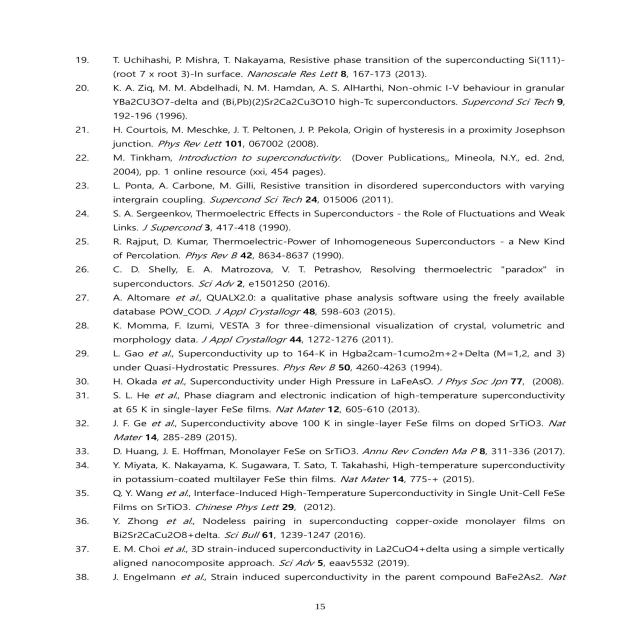 19. T. Uchihashi, P. Mishra, T. Nakayama, Resistive phase transition of the superconducting Si(111)-
(root 7 x root 3)-In surface. Nanoscale Res Lett 8, 167-173 (2013).
20. K. A. Ziq, M. M. Abdelhadi, N. M. Hamdan, A. S. AlHarthi, Non-ohmic I-V behaviour in granular
YBa2CU3O7-delta and (Bi,Pb)(2)Sr2Ca2Cu3O10 high-Tc superconductors. Supercond Sci Tech 9,
192-196 (1996).
21. H. Courtois, M. Meschke, J. T. Peltonen, J. P. Pekola, Origin of hysteresis in a proximity Josephson
junction. Phys Rev Lett 101, 067002 (2008).
22. M. Tinkham, Introduction to superconductivity. (Dover Publications,, Mineola, N.Y., ed. 2nd,
2004), pp. 1 online resource (xxi, 454 pages).
23. L. Ponta, A. Carbone, M. Gilli, Resistive transition in disordered superconductors with varying
intergrain coupling. Supercond Sci Tech 24, 015006 (2011).
24. S. A. Sergeenkov, Thermoelectric Effects in Superconductors - the Role of Fluctuations and Weak
Links. J Supercond 3, 417-418 (1990).
25. R. Rajput, D. Kumar, Thermoelectric-Power of Inhomogeneous Superconductors - a New Kind
of Percolation. Phys Rev B 42, 8634-8637 (1990).
26. C. D. Shelly, E. A. Matrozova, V. T. Petrashov, Resolving thermoelectric "paradox" in
superconductors. Sci Adv 2, e1501250 (2016).
27. A. Altomare et al., QUALX2.0: a qualitative phase analysis software using the freely available
database POW_COD. J Appl Crystallogr 48, 598-603 (2015).
28. K. Momma, F. Izumi, VESTA 3 for three-dimensional visualization of crystal, volumetric and
morphology data. J Appl Crystallogr 44, 1272-1276 (2011).
29. L. Gao et al., Superconductivity up to 164-K in Hgba2cam-1cumo2m+2+Delta (M=1,2, and 3)
under Quasi-Hydrostatic Pressures. Phys Rev B 50, 4260-4263 (1994).
30. H. Okada et al., Superconductivity under High Pressure in LaFeAsO. J Phys Soc Jpn 77, (2008).
31. S. L. He et al., Phase diagram and electronic indication of high-temperature superconductivity
at 65 K in single-layer FeSe films. Nat Mater 12, 605-610 (2013).
32. J. F. Ge et al., Superconductivity above 100 K in single-layer FeSe films on doped SrTiO3. Nat
Mater 14, 285-289 (2015).
33. D. Huang, J. E. Hoffman, Monolayer FeSe on SrTiO3. Annu Rev Conden Ma P 8, 311-336 (2017).
34. Y. Miyata, K. Nakayama, K. Sugawara, T. Sato, T. Takahashi, High-temperature superconductivity
in potassium-coated multilayer FeSe thin films. Nat Mater 14, 775-+ (2015).
35. Q. Y. Wang et al., Interface-Induced High-Temperature Superconductivity in Single Unit-Cell FeSe
Films on SrTiO3. Chinese Phys Lett 29, (2012).
36. Y. Zhong et al., Nodeless pairing in superconducting copper-oxide monolayer films on
Bi2Sr2CaCu2O8+delta. Sci Bull 61, 1239-1247 (2016).
37. E. M. Choi et al., 3D strain-induced superconductivity in La2CuO4+delta using a simple vertically
aligned nanocomposite approach. Sci Adv 5, eaav5532 (2019).
38. J. Engelmann et al., Strain induced superconductivity in the parent compound BaFe2As2. Nat
15